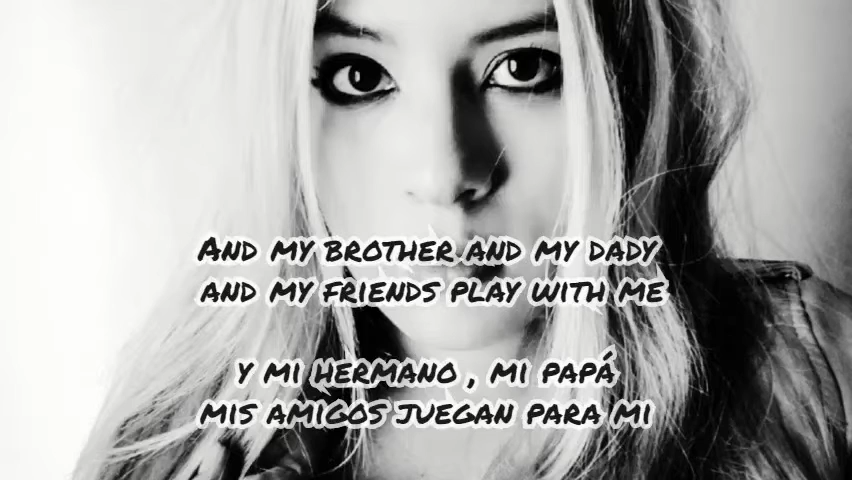 And my brother and my dady
and my friends play with me
y mi hermano , mi papá
mis amigos juegan para mi